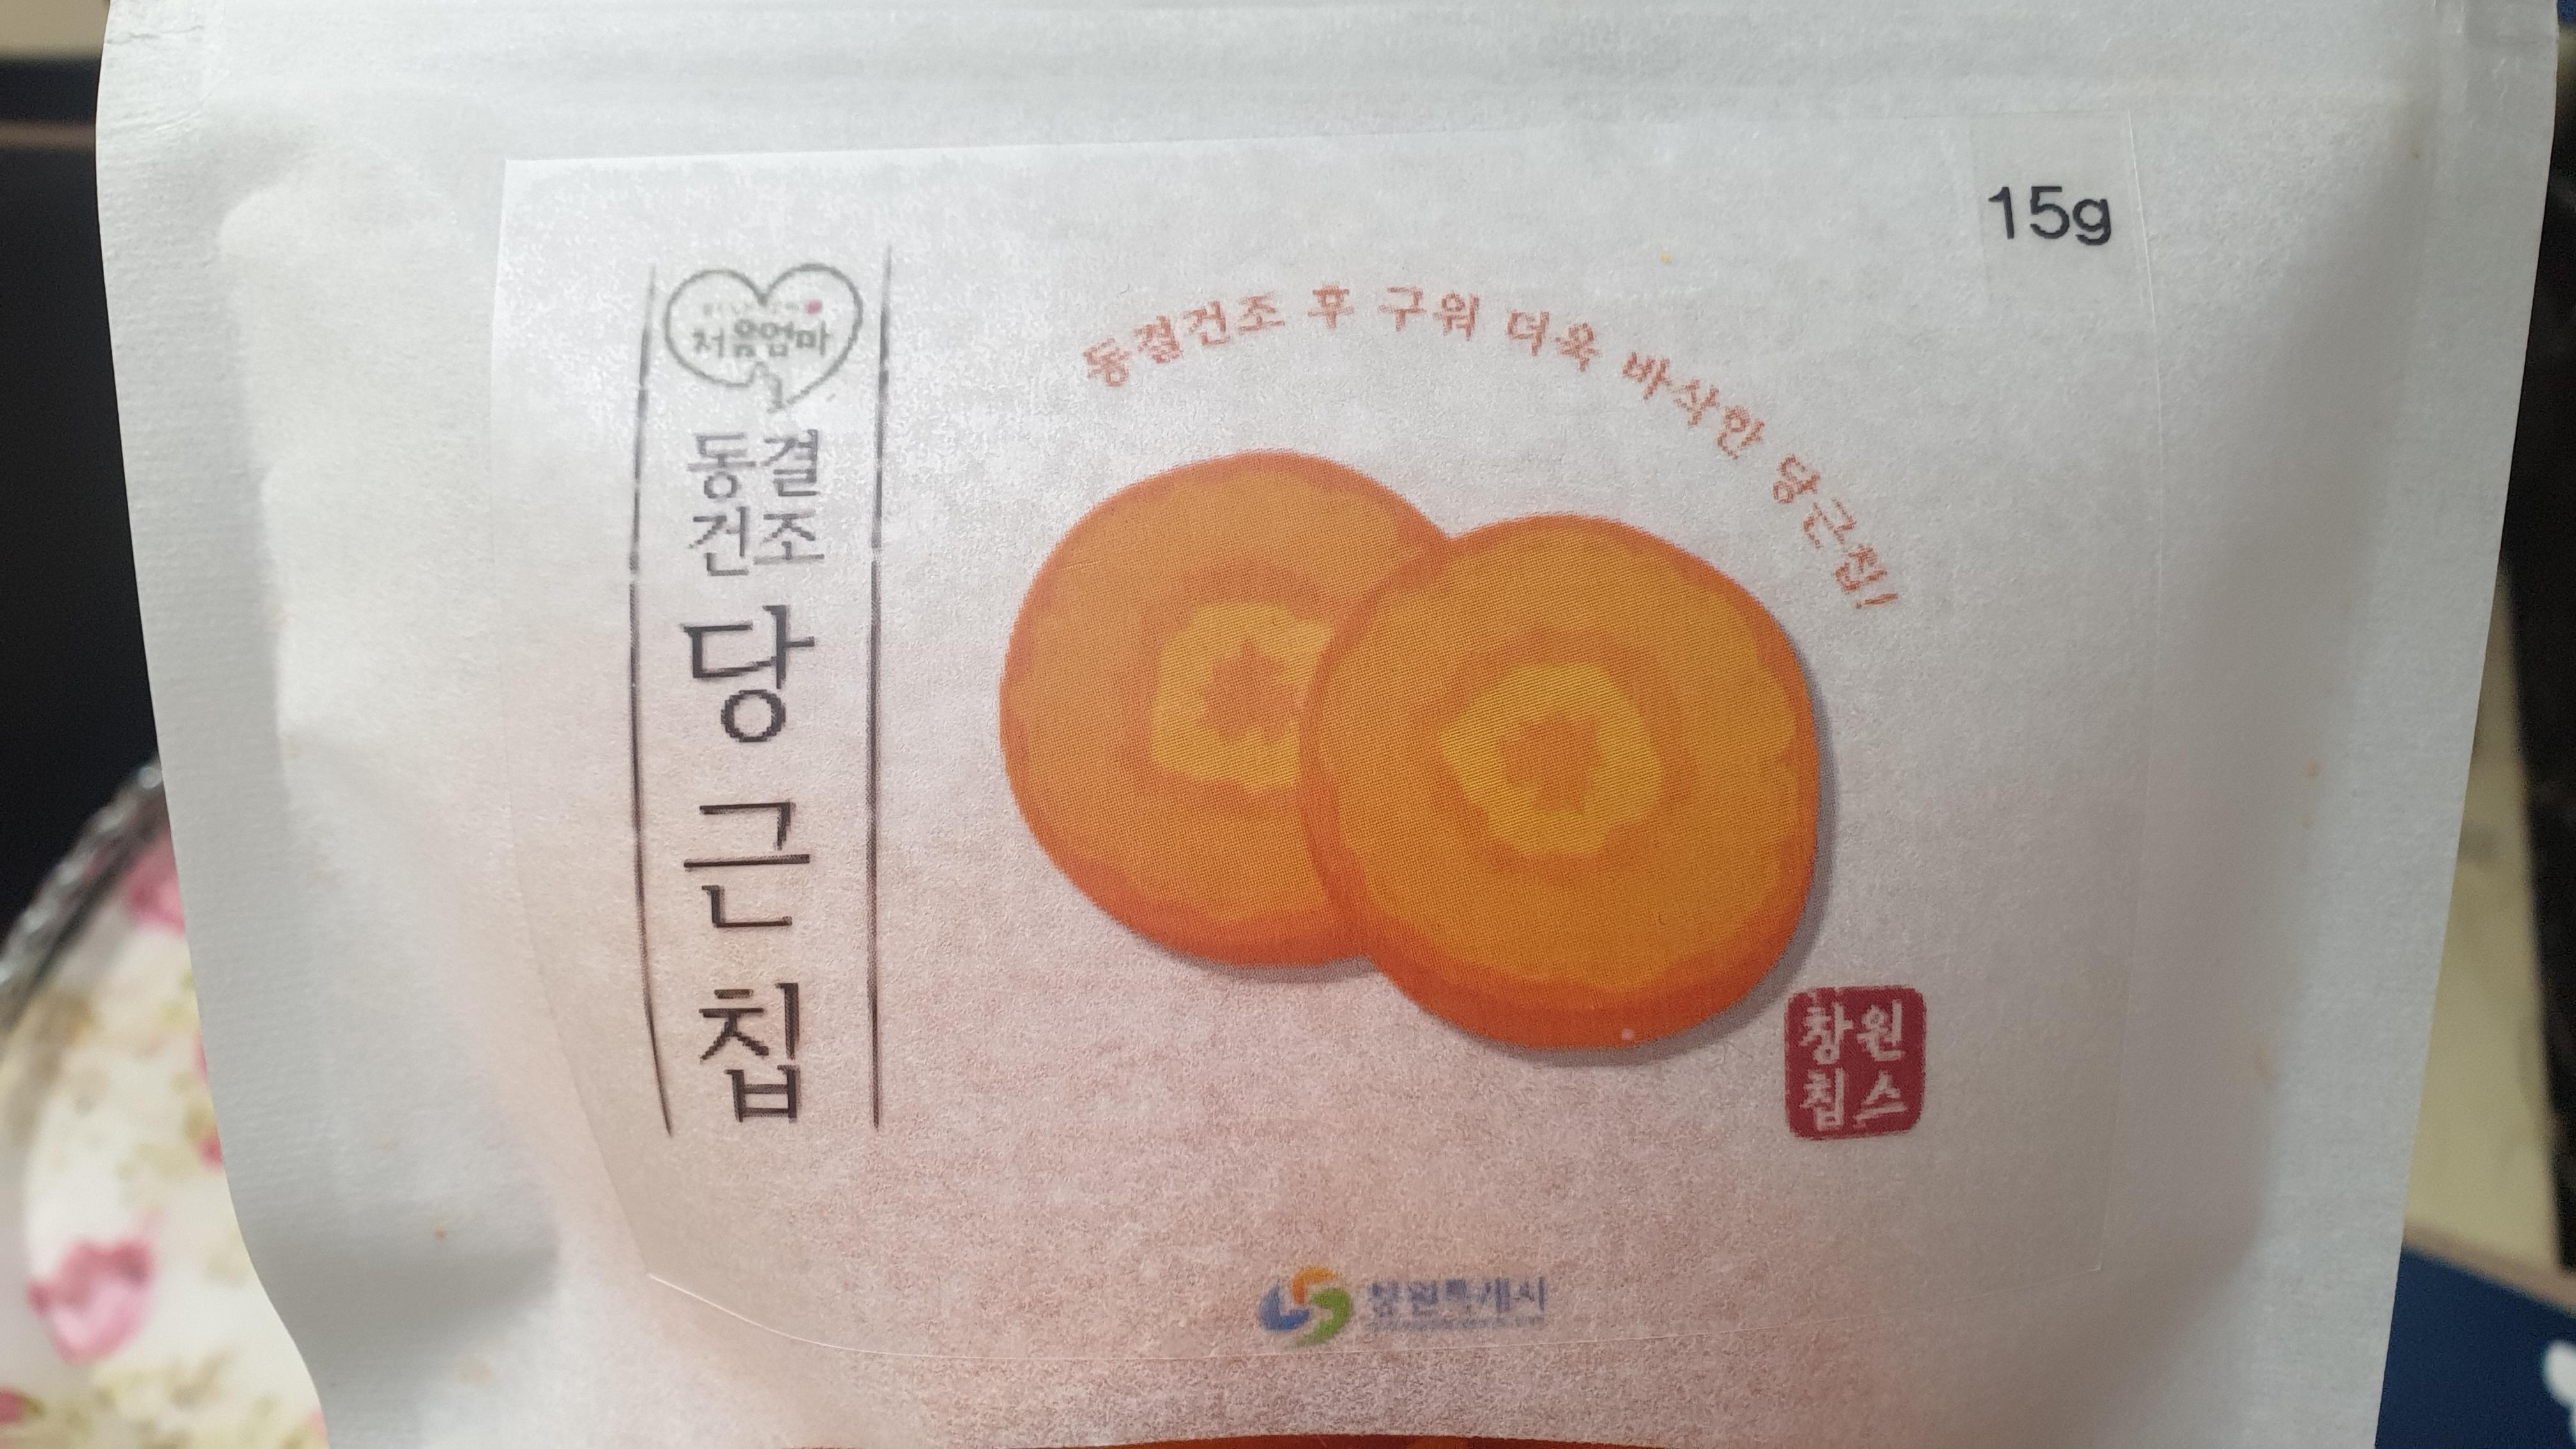 15g
처음엄마
동결
건조
당근칩
동결건조 후 구워 더욱 바삭한 당근칩!
창원
칩스
창원특례시